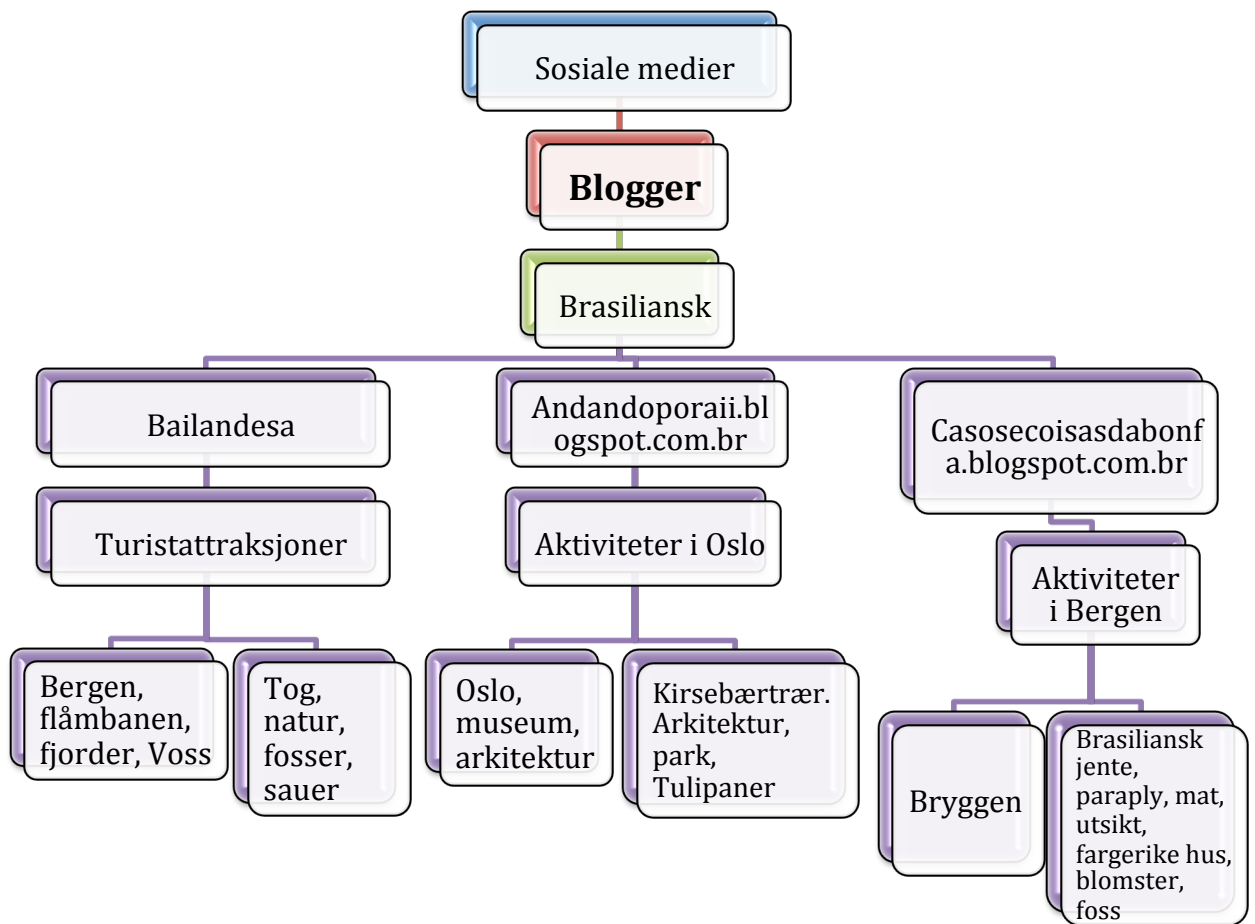 Sosiale medier
Blogger
Brasiliansk
Bailandesa
Turistattraksjoner
Bergen,
flåmbanen,
fjorder, Voss
Tog,
natur,
fosser,
sauer
Andandoporaii.bl
ogspot.com.br
Aktiviteter i Oslo
Oslo,
museum,
arkitektur
Kirsebærtrær.
Arkitektur,
park,
Tulipaner
Casosecoisasdabonf
a.blogspot.com.br
Aktiviteter
i Bergen
Bryggen
Brasiliansk
jente,
paraply, mat,
utsikt,
fargerike hus,
blomster,
foss